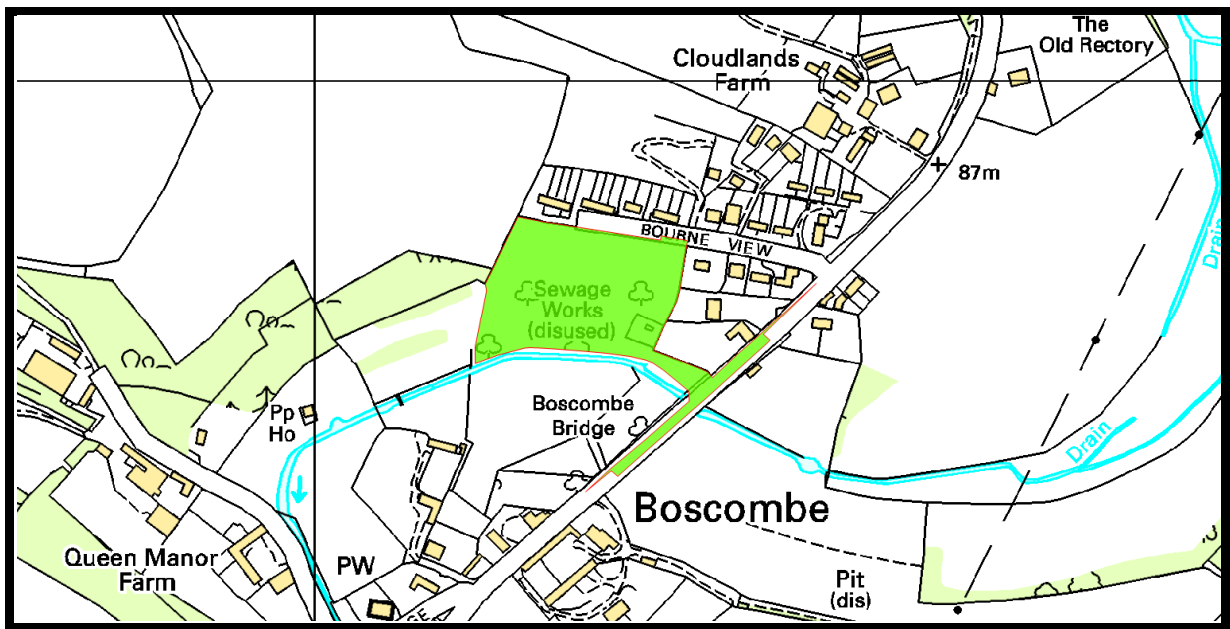 The
Old Rectory
Cloudlands
Farm
87m
BOURNE VIEW
Drain
Sewage
Works
(disused)
Boscombe
Bridge
Pp
Ho
Drain
Boscombe
Queen Manor
Farm
PW
Pit
(dis)